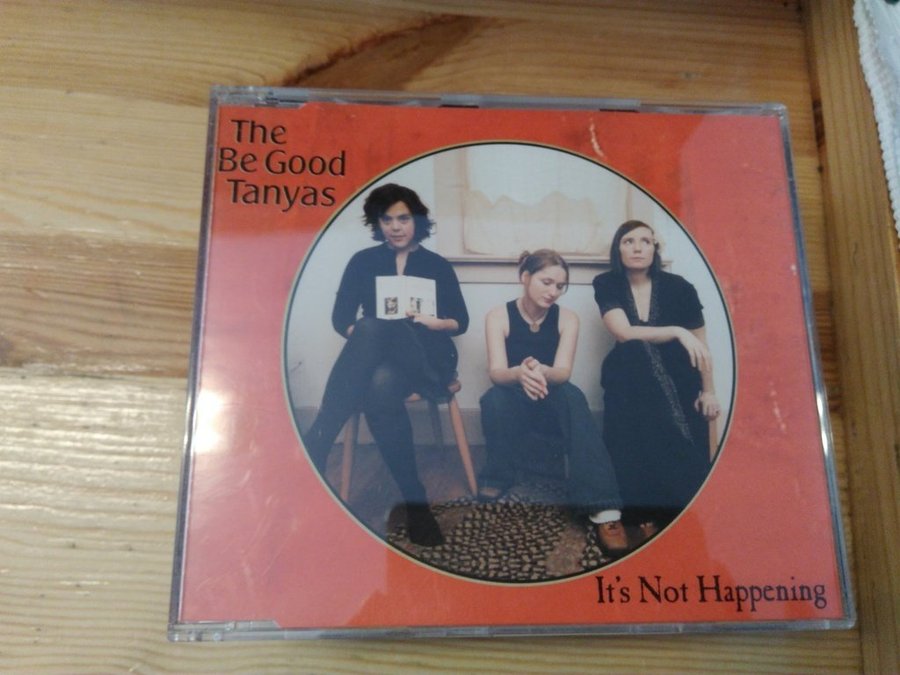 The
Be Good
Tanyas
It's Not Happening